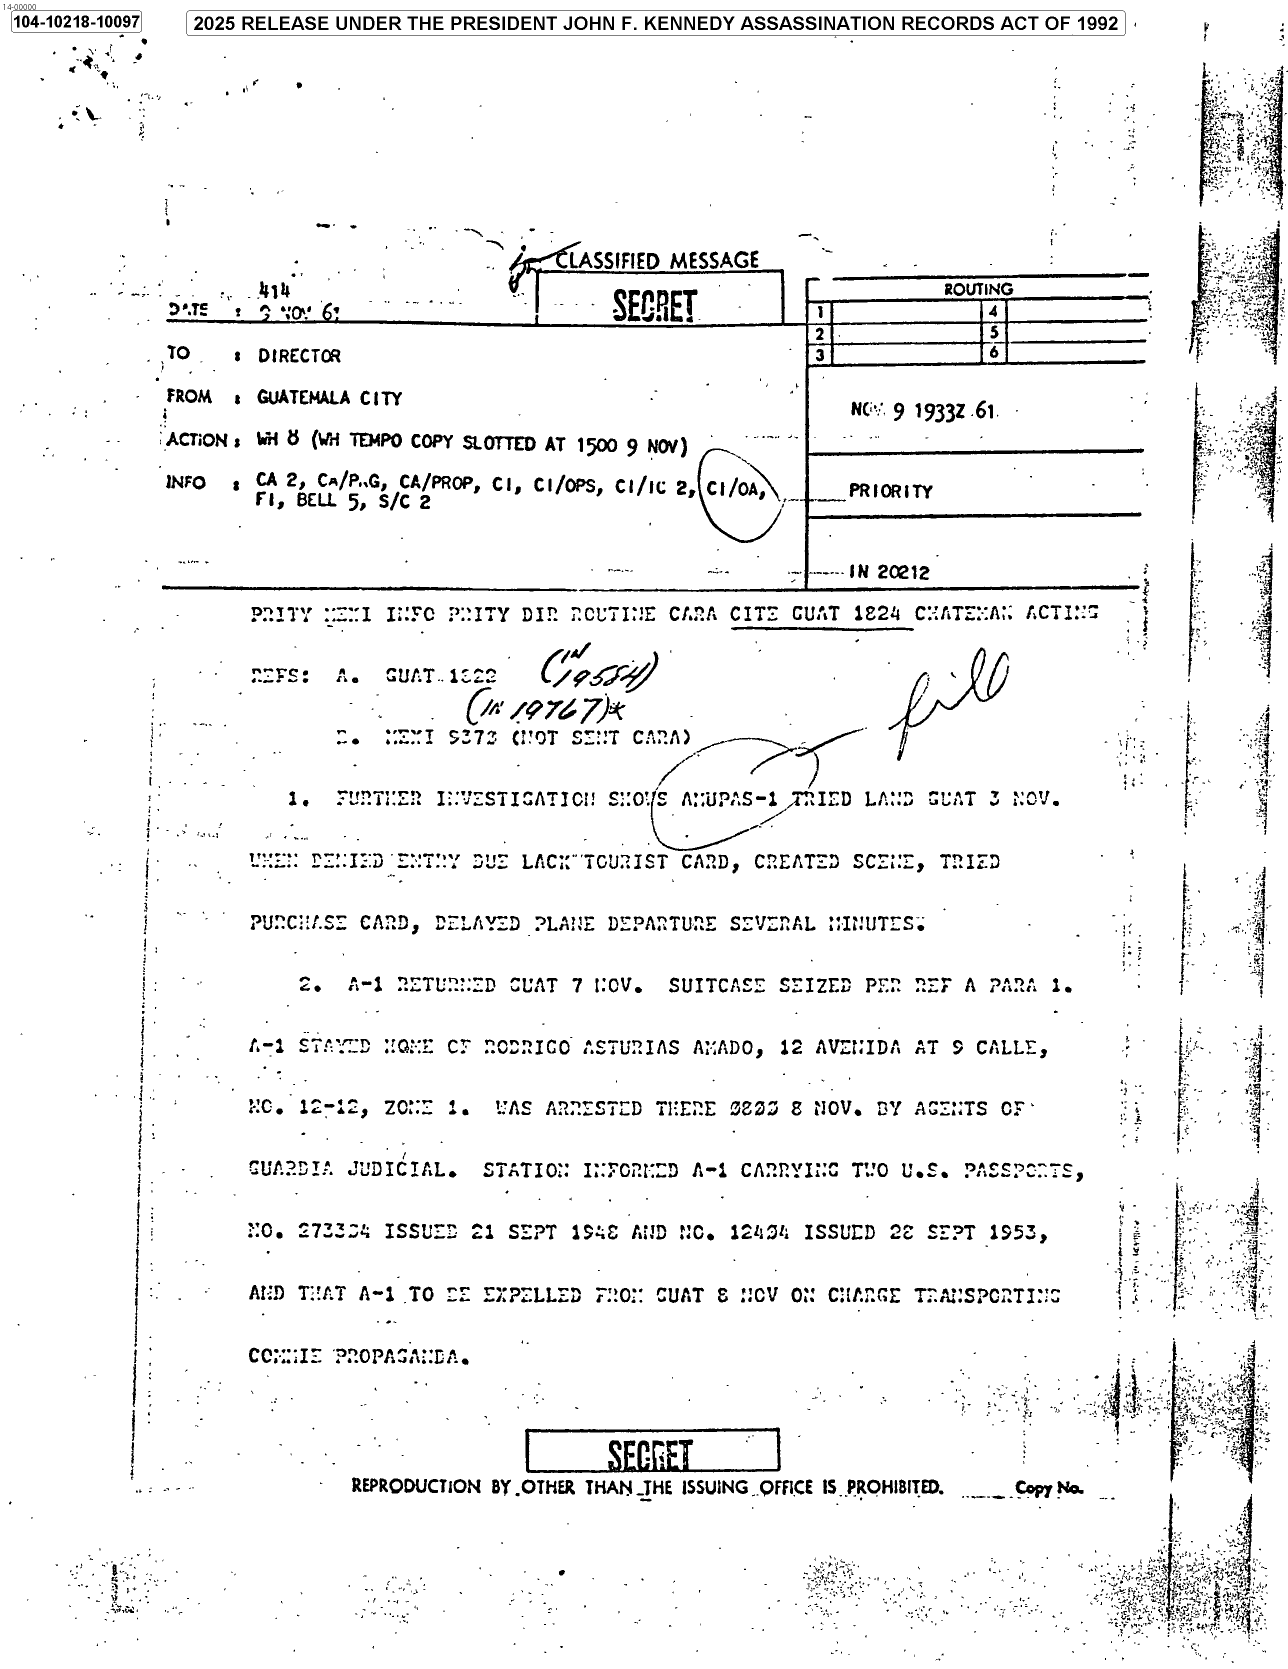 14-00000
104-10218-10097
2025 RELEASE UNDER THE PRESIDENT JOHN F. KENNEDY ASSASSINATION RECORDS ACT OF 1992
CLASSIFIED MESSAGE
414
DATE : 9 NOV 61
SECRET
ROUTING
1 4
2 5
3 6
TO : DIRECTOR
FROM : GUATEMALA CITY
NOV 9 1933Z 61
ACTION : WH 8 (WH TEMPO COPY SLOTTED AT 1500 9 NOV)
INFO : CA 2, CA/P..G, CA/PROP, CI, CI/OPS, CI/IC 2, CI/OA,
FI, BELL 5, S/C 2
PRIORITY
IN 20212
PRITY MEXI INFO PRITY DIR ROUTINE CARA CITE GUAT 1824 CHATEMAN ACTING
REFS: A. GUAT 1822 (IN 19584)
(IN 19767)*
B. MEXI 9373 (NOT SENT CARA)
file
1. FURTHER INVESTIGATION SHOWS AMUPAS-1 TRIED LAND GUAT 3 NOV.
WHEN DENIED ENTRY DUE LACK TOURIST CARD, CREATED SCENE, TRIED
PURCHASE CARD, DELAYED PLANE DEPARTURE SEVERAL MINUTES.
2. A-1 RETURNED GUAT 7 NOV. SUITCASE SEIZED PER REF A PARA 1.
A-1 STAYED HOME OF RODRIGO ASTURIAS AMADO, 12 AVENIDA AT 9 CALLE,
NO. 12-12, ZONE 1. WAS ARRESTED THERE 8 NOV. BY AGENTS OF
GUARDIA JUDICIAL. STATION INFORMED A-1 CARRYING TWO U.S. PASSPORTS,
NO. ISSUED 21 SEPT 1948 AND NO. 12434 ISSUED 28 SEPT 1953,
AND THAT A-1 TO BE EXPELLED FROM GUAT 8 NOV ON CHARGE TRANSPORTING
COMMIE PROPAGANDA.
SECRET
REPRODUCTION BY OTHER THAN THE ISSUING OFFICE IS PROHIBITED. Copy No.